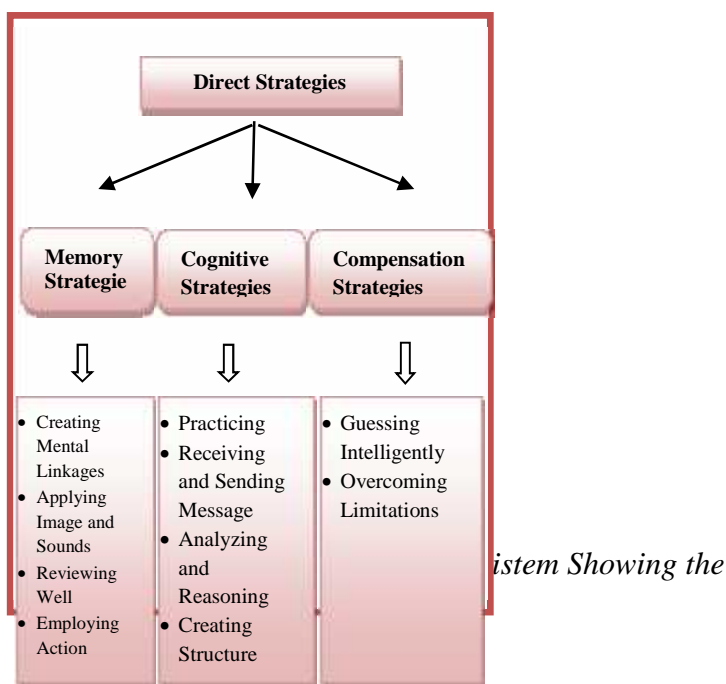 Direct Strategies
Memory
Strategie
Cognitive
Strategies
Compensation
Strategies
• Creating
Mental
Linkages
• Applying
Image and
Sounds
• Reviewing
Well
• Employing
Action
• Practicing
• Receiving
and Sending
Message
• Analyzing
and
Reasoning
• Creating
Structure
• Guessing
Intelligently
• Overcoming
Limitations
istem Showing the